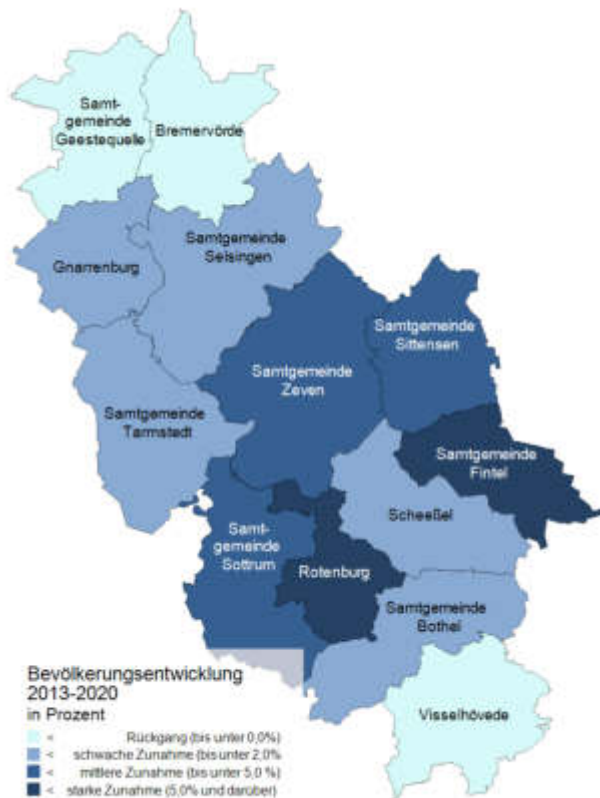 Samt-
gemeinde
Geestequelle
Bremervörde
Samtgemeinde
Selsingen
Gnarrenburg
Samtgemeinde
Sittensen
Samtgemeinde
Zeven
Samtgemeinde
Tarmstedt
Samtgemeinde
Fintel
Scheeßel
Samt-
gemeinde
Sottrum
Rotenburg
Samtgemeinde
Bothel
Visselhövede
Bevölkerungsentwicklung
2013-2020
in Prozent
< Rückgang (bis unter 0,0%)
< schwache Zunahme (bis unter 2,0%
< mittlere Zunahme (bis unter 5,0 %)
< starke Zunahme (5,0% und darüber)